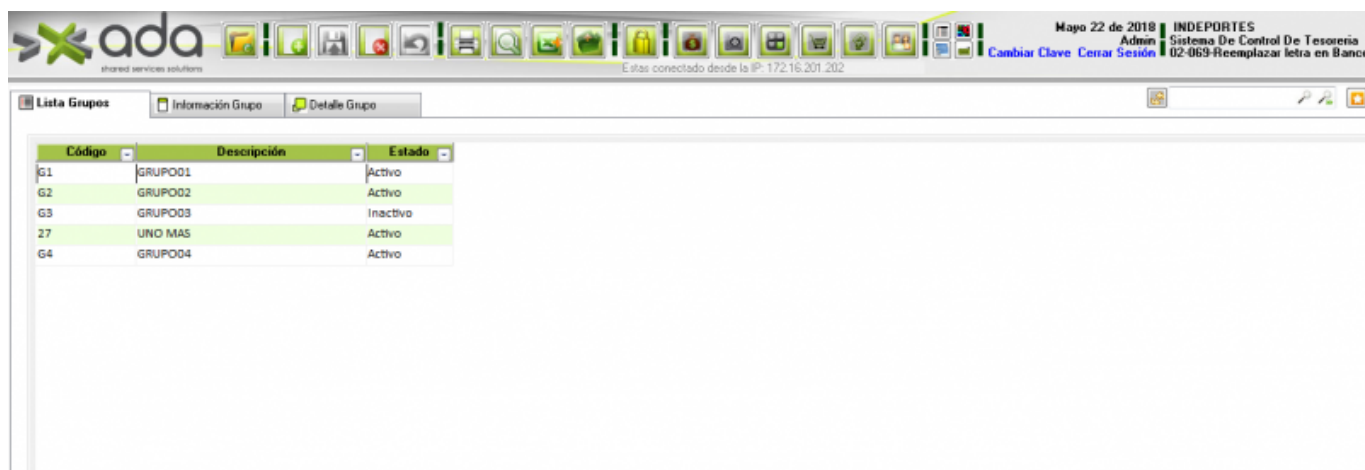 ada
shared services solutions
Estas conectado desde la IP: 172.16.201.202
Mayo 22 de 2018 INDEPORTES
Admin Sistema De Control De Tesoreria
Cambiar Clave Cerrar Sesión 02-069-Reemplazar letra en Banco
Lista Grupos Información Grupo Detalle Grupo
Código Descripción Estado
G1 GRUPO01 Activo
G2 GRUPO02 Activo
G3 GRUPO03 Inactivo
27 UNO MAS Activo
G4 GRUPO04 Activo